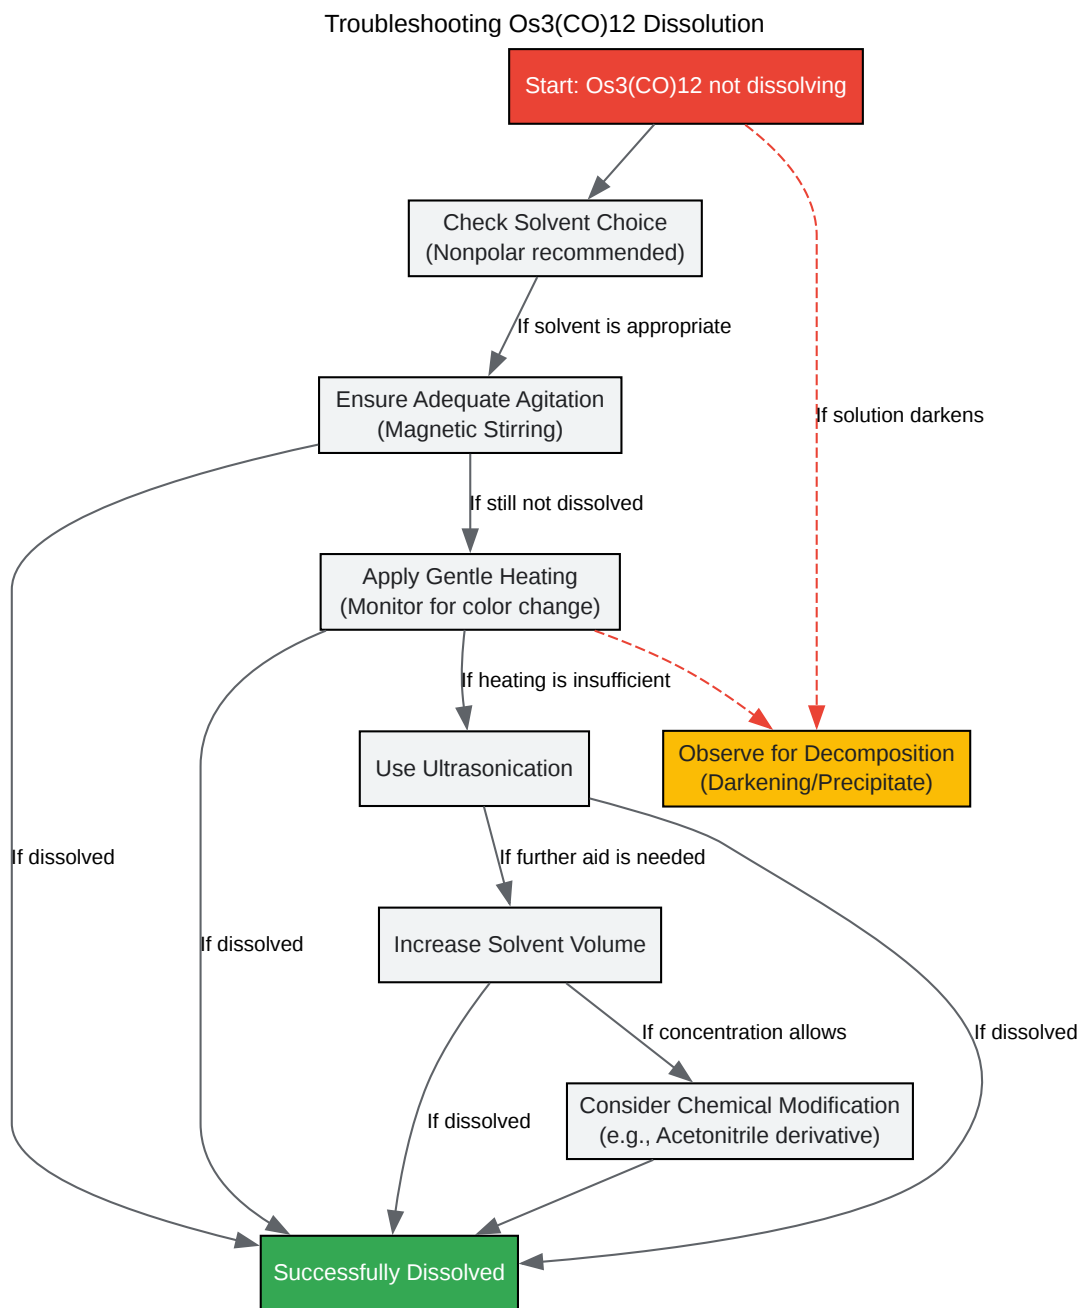 Troubleshooting Os3(CO)12 Dissolution
Start: Os3(CO)12 not dissolving
Check Solvent Choice
(Nonpolar recommended)
If solvent is appropriate
Ensure Adequate Agitation
(Magnetic Stirring)
If solution darkens
If still not dissolved
Apply Gentle Heating
(Monitor for color change)
If heating is insufficient
Use Ultrasonication
Observe for Decomposition
(Darkening/Precipitate)
If dissolved
If further aid is needed
If dissolved
Increase Solvent Volume
If concentration allows
If dissolved
Consider Chemical Modification
(e.g., Acetonitrile derivative)
If dissolved
Successfully Dissolved